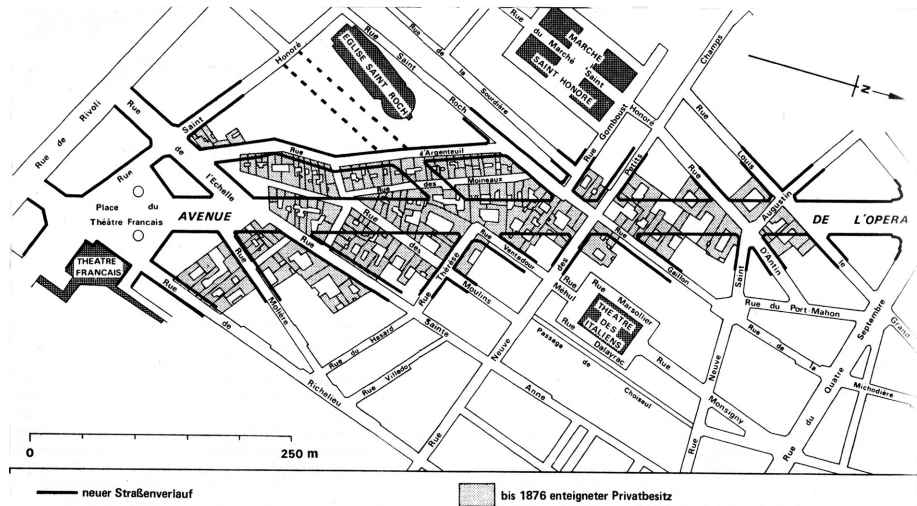 Rue de Rivoli
Rue Saint Honoré
EGLISE SAINT ROCH
Rue Saint Roch
Rue de la Sourdière
Rue du Marché Saint Honoré
MARCHE
SAINT HONORE
Rue Gomboust
Rue Neuve des Petits Champs
Rue Louis le
Rue
Augustin
N
Rue de l'Echelle
Rue d'Argenteuil
Rue des Moineaux
Place du
Théâtre Francais
AVENUE
DE L'OPERA
THEATRE
FRANCAIS
Rue de Richelieu
Rue Molière
Rue des Moulins
Rue Thérèse
Rue Ventadour
Rue Sainte Anne
Rue du Hasard
Rue Villedo
Rue Méhul
Rue Marsollier
THEATRE
DES
ITALIENS
Rue Dalayrac
Passage de Choiseul
Rue Gaillon
D'Antin
Rue du Port-Mahon
Rue Neuve Saint
Rue Monsigny
Rue de la Michodière
Rue du Quatre Septembre
Grand
0
250 m
neuer Straßenverlauf
bis 1876 enteigneter Privatbesitz